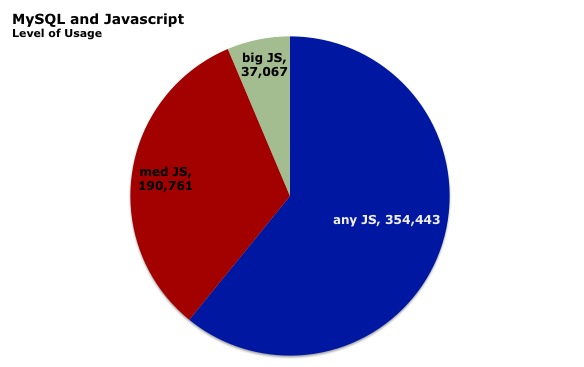 MySQL and Javascript
Level of Usage
big JS,
37,067
med JS,
190,761
any JS, 354,443